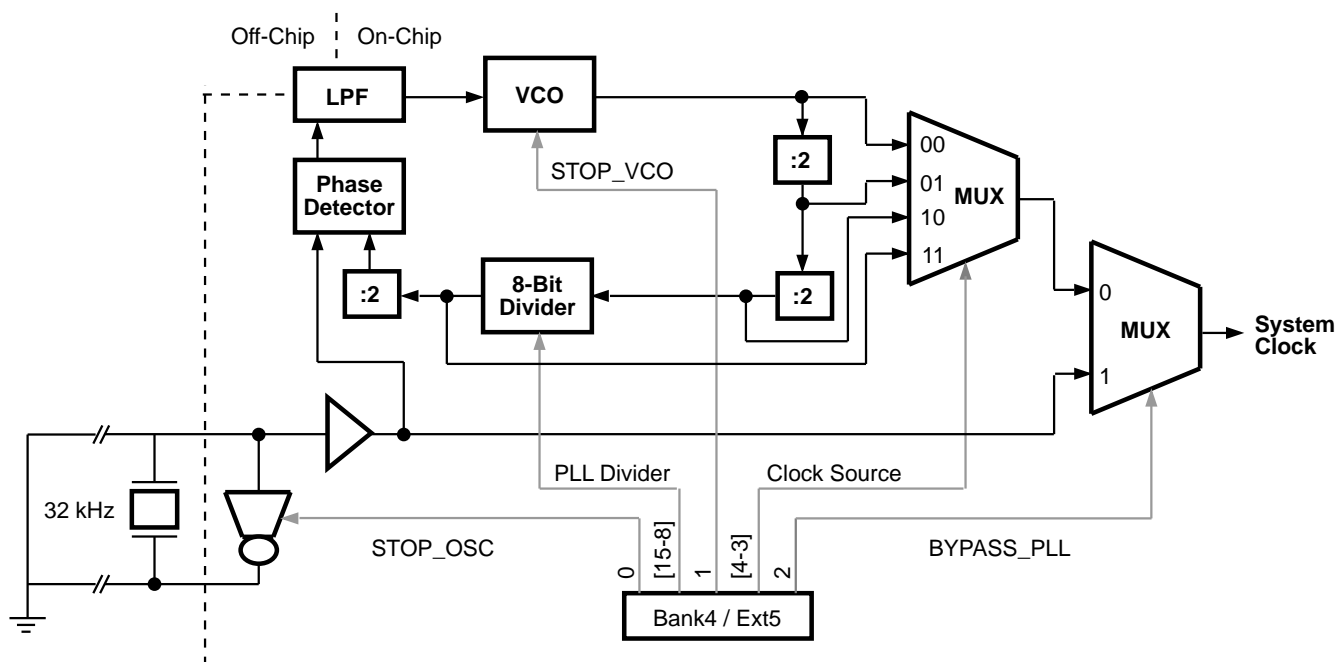 Off-Chip
On-Chip
LPF
VCO
:2
00
STOP_VCO
Phase
Detector
01
MUX
10
11
:2
8-Bit
Divider
:2
0
MUX
System
Clock
1
PLL Divider
Clock Source
32 kHz
STOP_OSC
BYPASS_PLL
0
[15-8]
1
[4-3]
2
Bank4 / Ext5